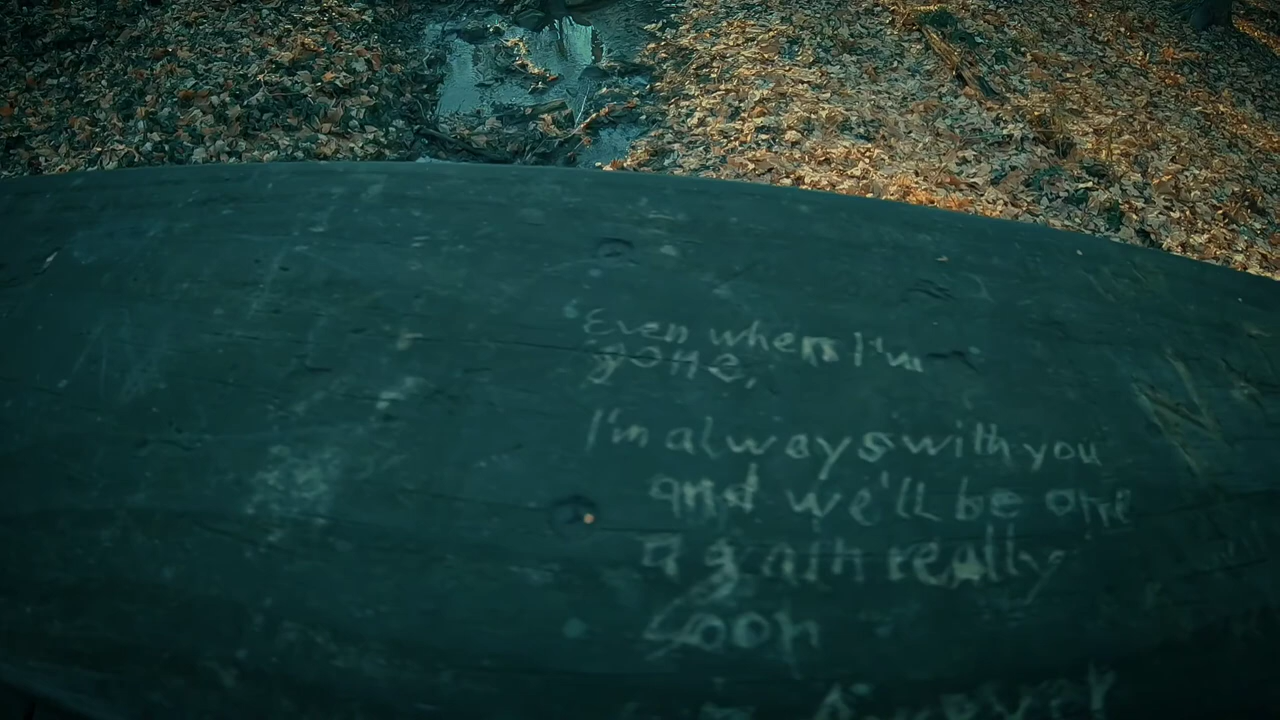 Even when I'm
gone,
I'm always with you
and we'll be one
again really
soon